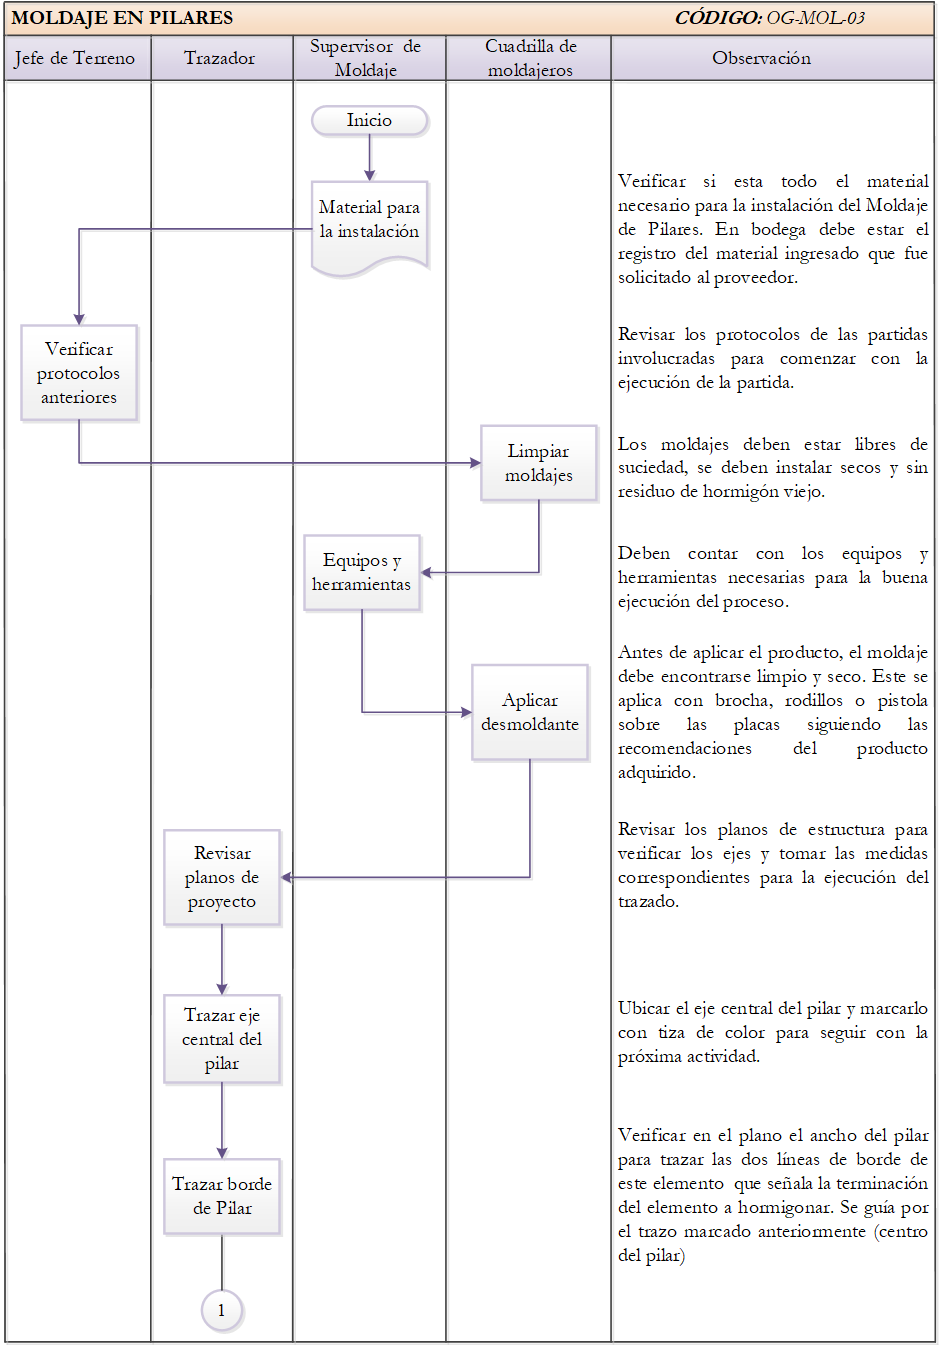 MOLDAJE EN PILARES CÓDIGO: OG-MOL-03
Jefe de Terreno
Trazador
Supervisor de
Moldaje
Cuadrilla de
moldajeros
Observación
Inicio
Material para
la instalación
Verificar si esta todo el material
necesario para la instalación del Moldaje
de Pilares. En bodega debe estar el
registro del material ingresado que fue
solicitado al proveedor.
Verificar
protocolos
anteriores
Revisar los protocolos de las partidas
involucradas para comenzar con la
ejecución de la partida.
Limpiar
moldajes
Los moldajes deben estar libres de
suciedad, se deben instalar secos y sin
residuo de hormigón viejo.
Equipos y
herramientas
Deben contar con los equipos y
herramientas necesarias para la buena
ejecución del proceso.
Aplicar
desmoldante
Antes de aplicar el producto, el moldaje
debe encontrarse limpio y seco. Este se
aplica con brocha, rodillos o pistola
sobre las placas siguiendo las
recomendaciones del producto
adquirido.
Revisar
planos de
proyecto
Revisar los planos de estructura para
verificar los ejes y tomar las medidas
correspondientes para la ejecución del
trazado.
Trazar eje
central del
pilar
Ubicar el eje central del pilar y marcarlo
con tiza de color para seguir con la
próxima actividad.
Trazar borde
de Pilar
Verificar en el plano el ancho del pilar
para trazar las dos líneas de borde de
este elemento que señala la terminación
del elemento a hormigonar. Se guía por
el trazo marcado anteriormente (centro
del pilar)
1